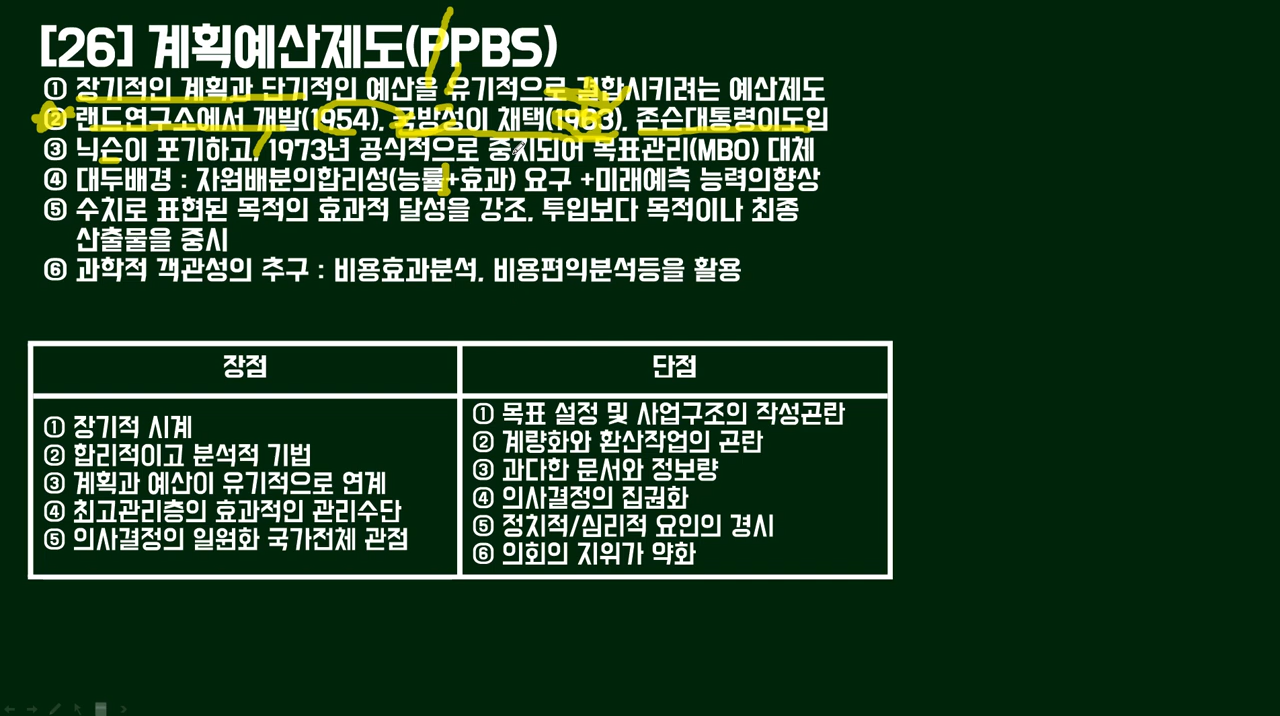 [26] 계획예산제도(PPBS)
① 장기적인 계획과 단기적인 예산을 유기적으로 결합시키려는 예산제도
② 랜드연구소에서 개발(1954), 국방성이 채택(1963), 존슨대통령이도입
③ 닉슨이 포기하고, 1973년 공식적으로 중지되어 목표관리(MBO) 대체
④ 대두배경 : 자원배분의합리성(능률+효과) 요구 +미래예측 능력의향상
⑤ 수치로 표현된 목적의 효과적 달성을 강조, 투입보다 목적이나 최종
산출물을 중시
⑥ 과학적 객관성의 추구 : 비용효과분석, 비용편익분석등을 활용
장점
① 장기적 시계
② 합리적이고 분석적 기법
③ 계획과 예산이 유기적으로 연계
④ 최고관리층의 효과적인 관리수단
⑤ 의사결정의 일원화 국가전체 관점
단점
① 목표 설정 및 사업구조의 작성곤란
② 계량화와 환산작업의 곤란
③ 과다한 문서와 정보량
④ 의사결정의 집권화
⑤ 정치적/심리적 요인의 경시
⑥ 의회의 지위가 약화